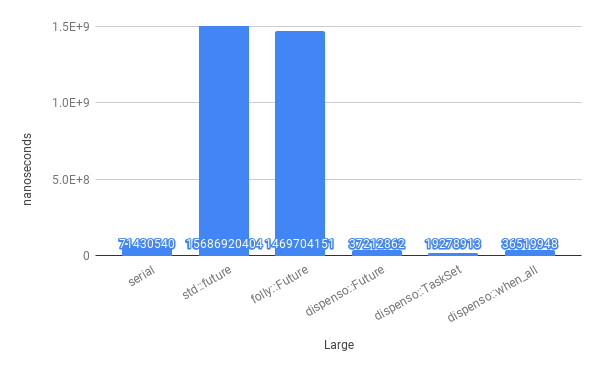 1.5E+9
1.0E+9
5.0E+8
0
nanoseconds
71430540
15686920404
1469704151
37212862
19278913
36519948
serial
std::future
folly::Future
dispenso::Future
dispenso::TaskSet
dispenso::when_all
Large